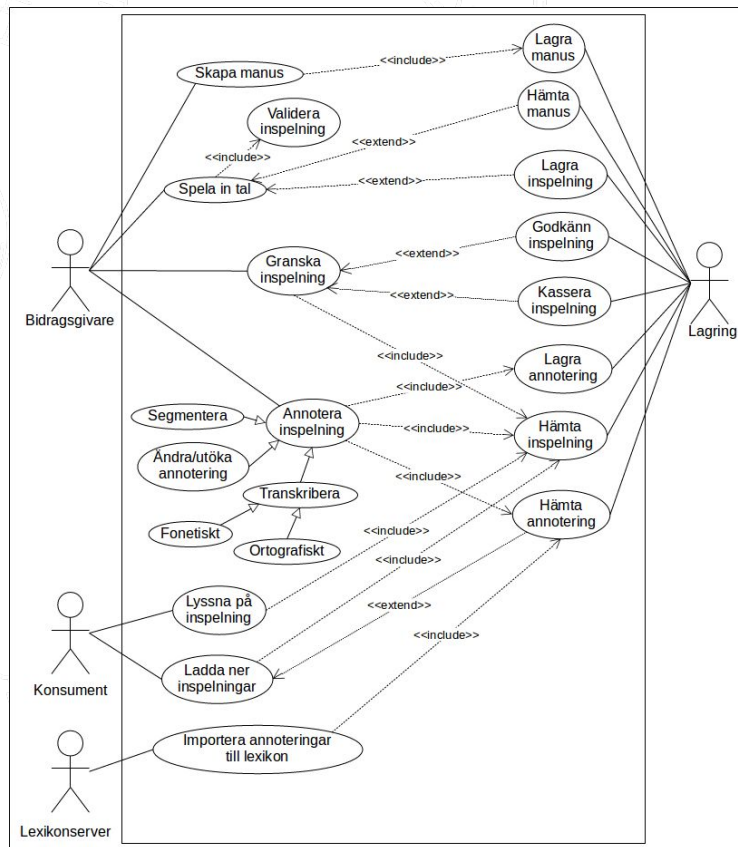 Skapa manus
<<include>>
Lagra
manus
Hämta
manus
Validera
inspelning
<<include>>
<<extend>>
Spela in tal
<<extend>>
Lagra
inspelning
Godkänn
inspelning
<<extend>>
Granska
inspelning
<<extend>>
Kassera
inspelning
Bidragsgivare
Lagring
<<include>>
Lagra
annotering
<<include>>
Segmentera
Annotera
inspelning
<<include>>
Hämta
inspelning
Ändra/utöka
annotering
<<include>>
Transkribera
Hämta
annotering
Fonetiskt
Ortografiskt
<<include>>
<<include>>
Lyssna på
inspelning
<<extend>>
<<include>>
Konsument
Ladda ner
inspelningar
Importera annoteringar
till lexikon
Lexikonserver